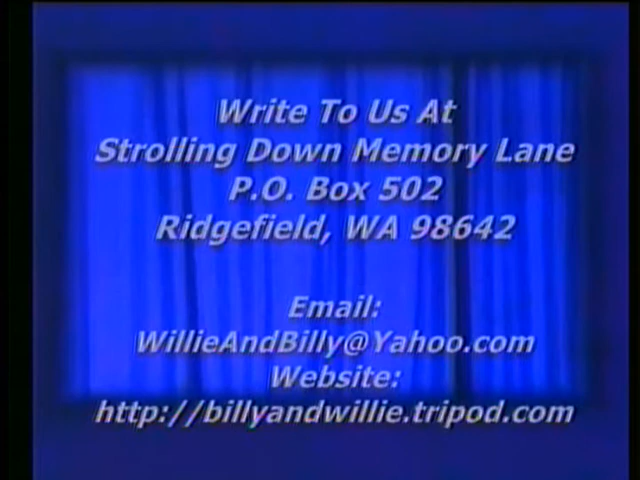 Write To Us At
Strolling Down Memory Lane
P.O. Box 502
Ridgefield, WA 98642
Email:
WillieAndBilly@Yahoo.com
Website:
http://billyandwillie.tripod.com